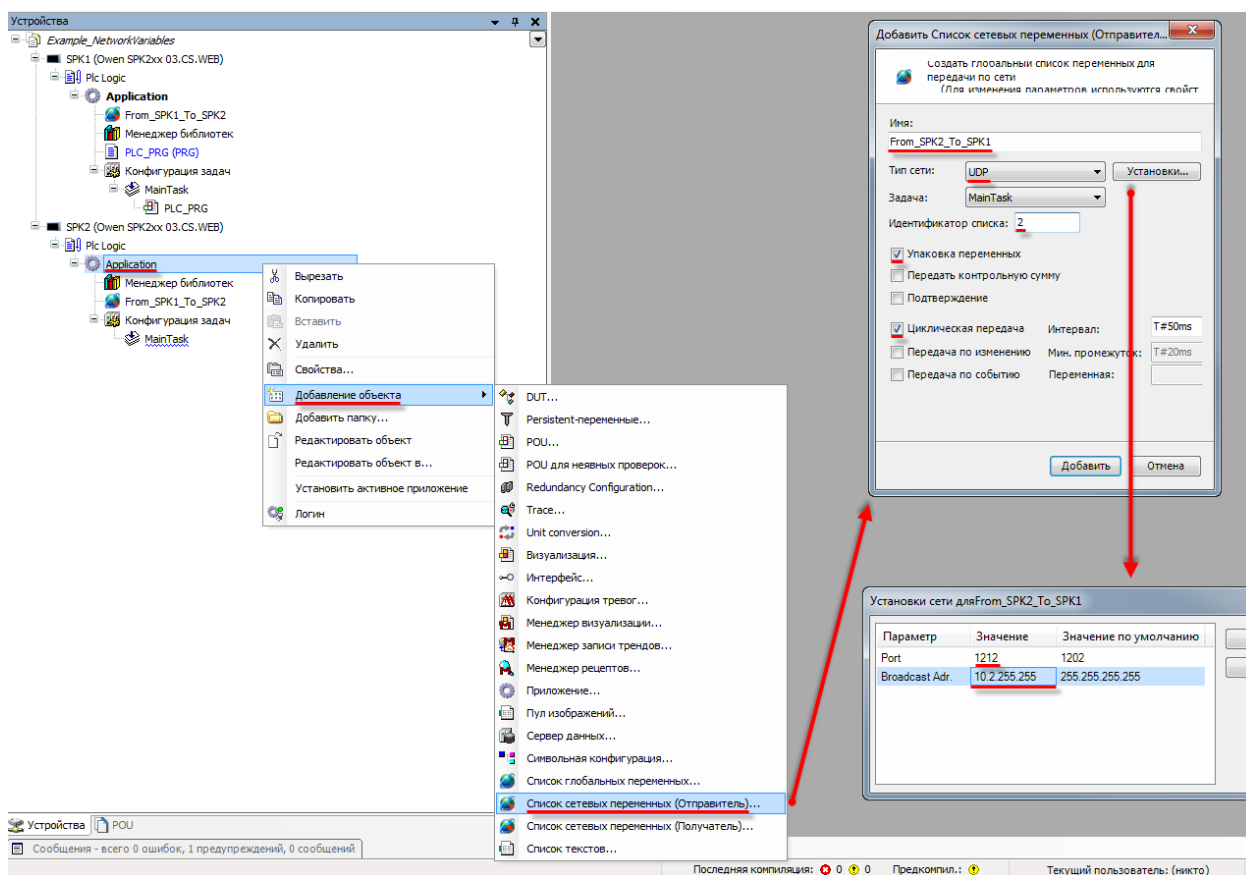 Устройства
Example_NetworkVariables
SPK1 (Owen SPK2xx 03.CS.WEB)
Plc Logic
Application
From_SPK1_To_SPK2
Менеджер библиотек
PLC_PRG (PRG)
Конфигурация задач
MainTask
PLC_PRG
SPK2 (Owen SPK2xx 03.CS.WEB)
Plc Logic
Application
Менеджер библиотек
From_SPK1_To_SPK2
Конфигурация задач
MainTask
Вырезать
Копировать
Вставить
Удалить
Свойства...
Добавление объекта
Добавить папку...
Редактировать объект
Редактировать объект в...
Установить активное приложение
Логин
DUT...
Persistent-переменные...
POU...
POU для неявных проверок...
Redundancy Configuration...
Trace...
Unit conversion...
Визуализация...
Интерфейс...
Конфигурация тревог...
Менеджер визуализации...
Менеджер записи трендов...
Менеджер рецептов...
Приложение...
Пул изображений...
Сервер данных...
Символьная конфигурация...
Список глобальных переменных...
Список сетевых переменных (Отправитель)...
Список сетевых переменных (Получатель)...
Список текстов...
Добавить Список сетевых переменных (Отправител...
Создать глобальный список переменных для
передачи по сети
(Для изменения параметров используются свойст
Имя:
From_SPK2_To_SPK1
Тип сети: UDP Установки...
Задача: MainTask
Идентификатор списка: 2
Упаковка переменных
Передать контрольную сумму
Подтверждение
Циклическая передача Интервал: T#50ms
Передача по изменению Мин. промежуток: T#20ms
Передача по событию Переменная:
Добавить Отмена
Установки сети дляFrom_SPK2_To_SPK1
Параметр Значение Значение по умолчанию
Port 1212 1202
Broadcast Adr. 10.2.255.255 255.255.255.255
Устройства POU
Сообщения - всего 0 ошибок, 1 предупреждений, 0 сообщений
Последняя компиляция: 0 0 Предкомпил.: Текущий пользователь: (никто)